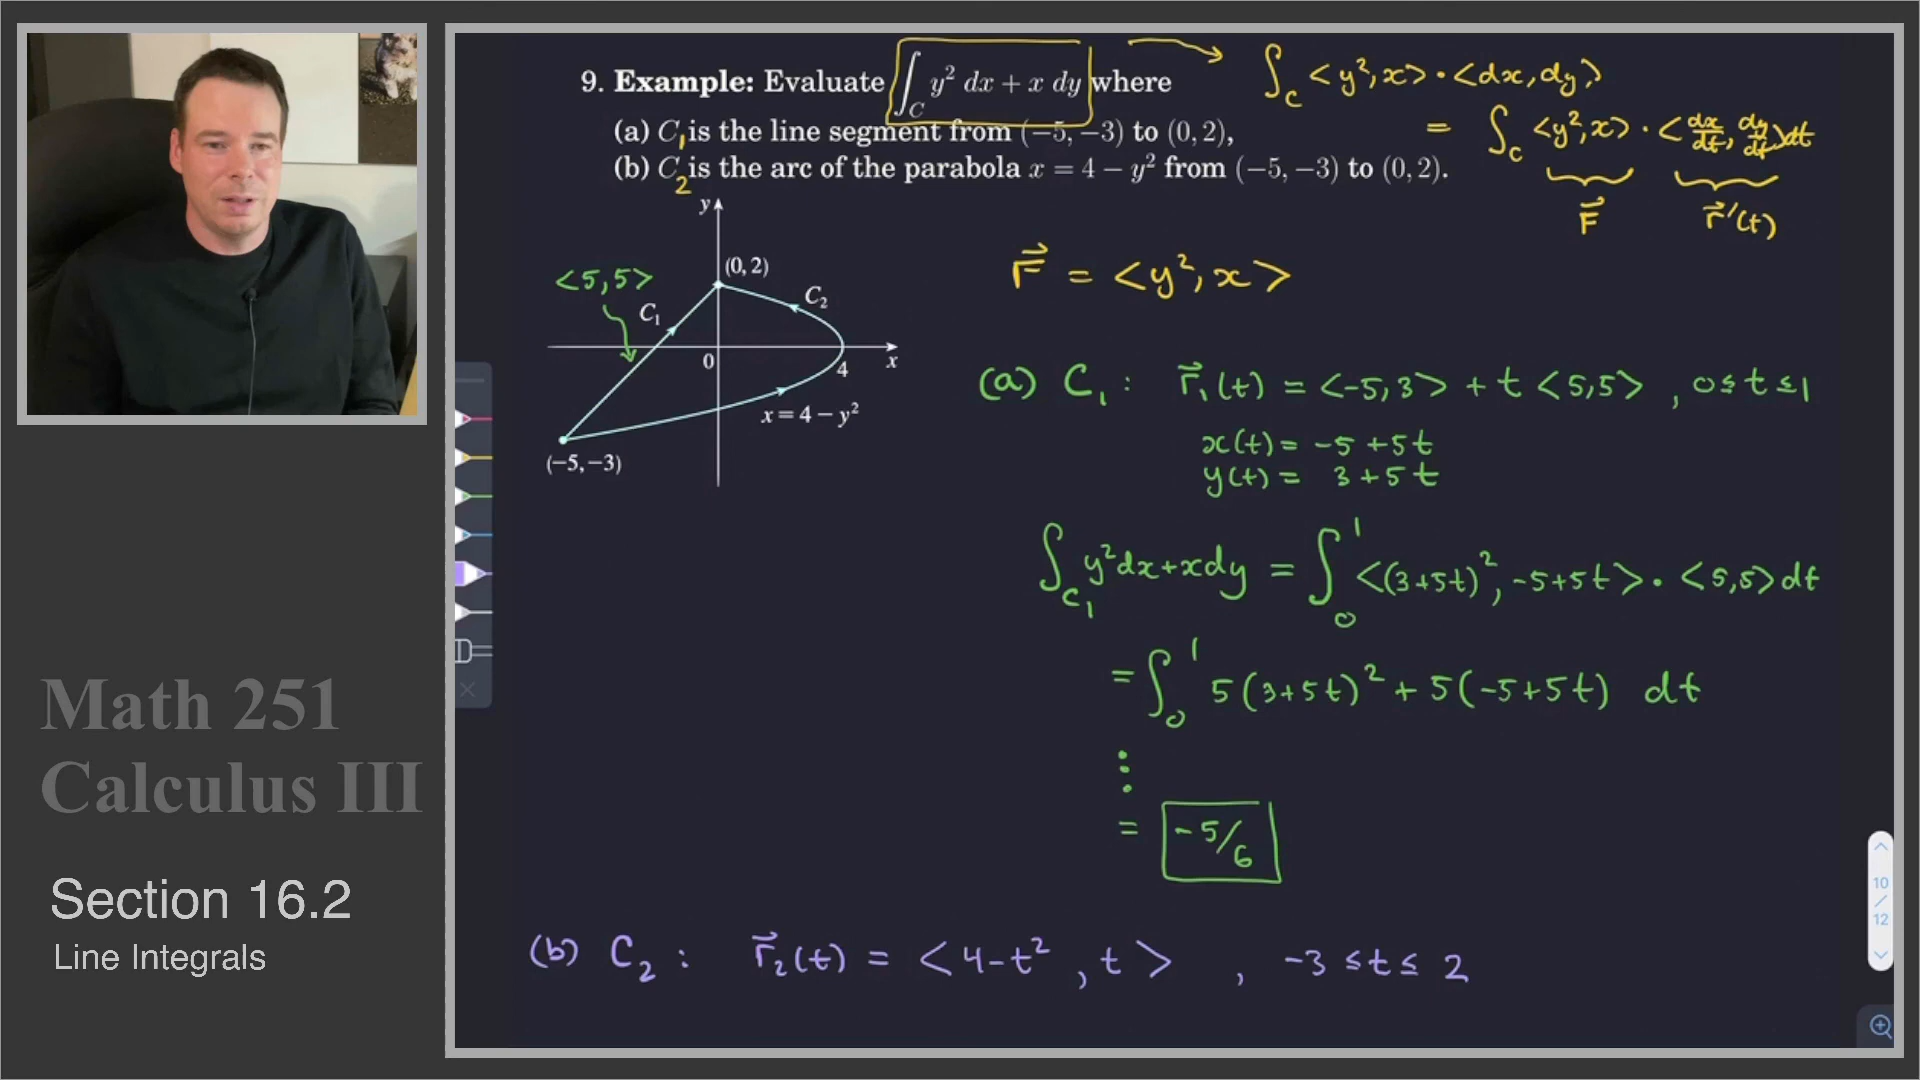 9. Example: Evaluate ∫_C y² dx + x dy where
(a) C₁ is the line segment from (−5, −3) to (0, 2),
(b) C₂ is the arc of the parabola x = 4 − y² from (−5, −3) to (0, 2).
∫_C <y², x> · <dx, dy>
= ∫_C <y², x> · <dx/dt, dy/dt> dt
F⃗
r⃗'(t)
F⃗ = <y², x>
y
(0, 2)
<5,5>
C₁
C₂
0
4
x
x = 4 − y²
(−5, −3)
(a) C₁ : r⃗₁(t) = <-5, 3> + t <5,5> , 0 ≤ t ≤ 1
x(t) = -5 + 5t
y(t) = 3 + 5t
∫_C₁ y²dx + xdy = ∫₀¹ <(3+5t)², -5+5t> · <5,5> dt
= ∫₀¹ 5(3+5t)² + 5(-5+5t) dt
⋮
= -5/6
(b) C₂ : r⃗₂(t) = <4-t², t> , -3 ≤ t ≤ 2
Math 251
Calculus III
Section 16.2
Line Integrals
10
/
12